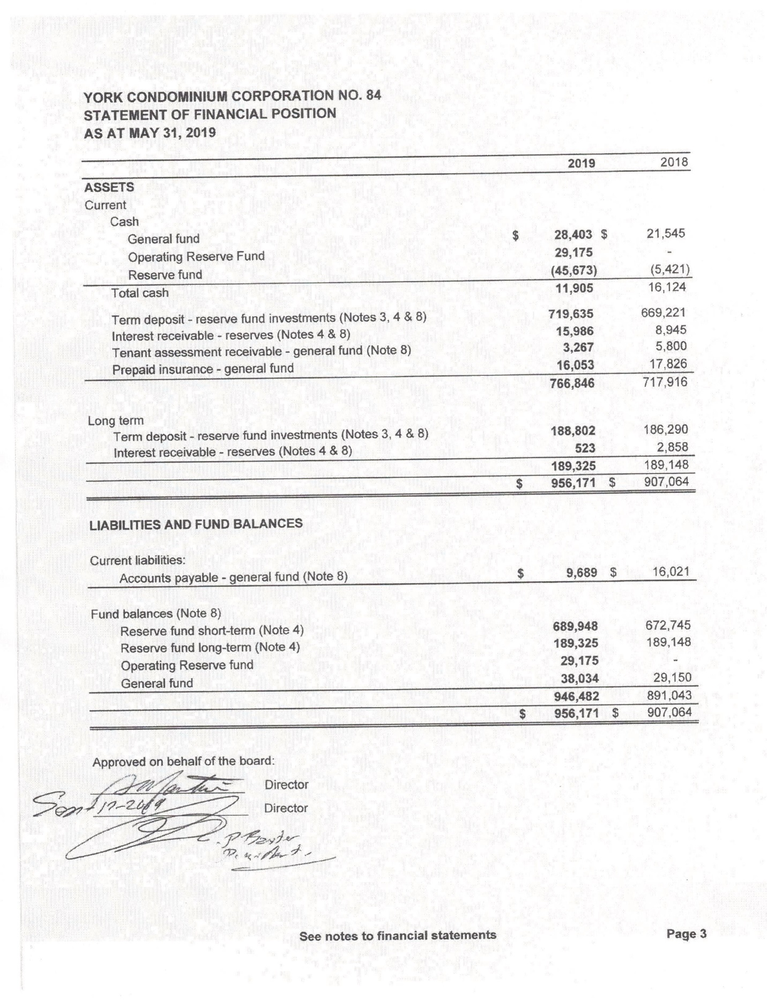 YORK CONDOMINIUM CORPORATION NO. 84
STATEMENT OF FINANCIAL POSITION
AS AT MAY 31, 2019
2019 2018
ASSETS
Current
Cash
General fund $ 28,403 $ 21,545
Operating Reserve Fund 29,175 -
Reserve fund (45,673) (5,421)
Total cash 11,905 16,124
Term deposit - reserve fund investments (Notes 3, 4 & 8) 719,635 669,221
Interest receivable - reserves (Notes 4 & 8) 15,986 8,945
Tenant assessment receivable - general fund (Note 8) 3,267 5,800
Prepaid insurance - general fund 16,053 17,826
766,846 717,916
Long term
Term deposit - reserve fund investments (Notes 3, 4 & 8) 188,802 186,290
Interest receivable - reserves (Notes 4 & 8) 523 2,858
189,325 189,148
$ 956,171 $ 907,064
LIABILITIES AND FUND BALANCES
Current liabilities:
Accounts payable - general fund (Note 8) $ 9,689 $ 16,021
Fund balances (Note 8)
Reserve fund short-term (Note 4) 689,948 672,745
Reserve fund long-term (Note 4) 189,325 189,148
Operating Reserve fund 29,175 -
General fund 38,034 29,150
946,482 891,043
$ 956,171 $ 907,064
Approved on behalf of the board:
Director
Director
See notes to financial statements Page 3